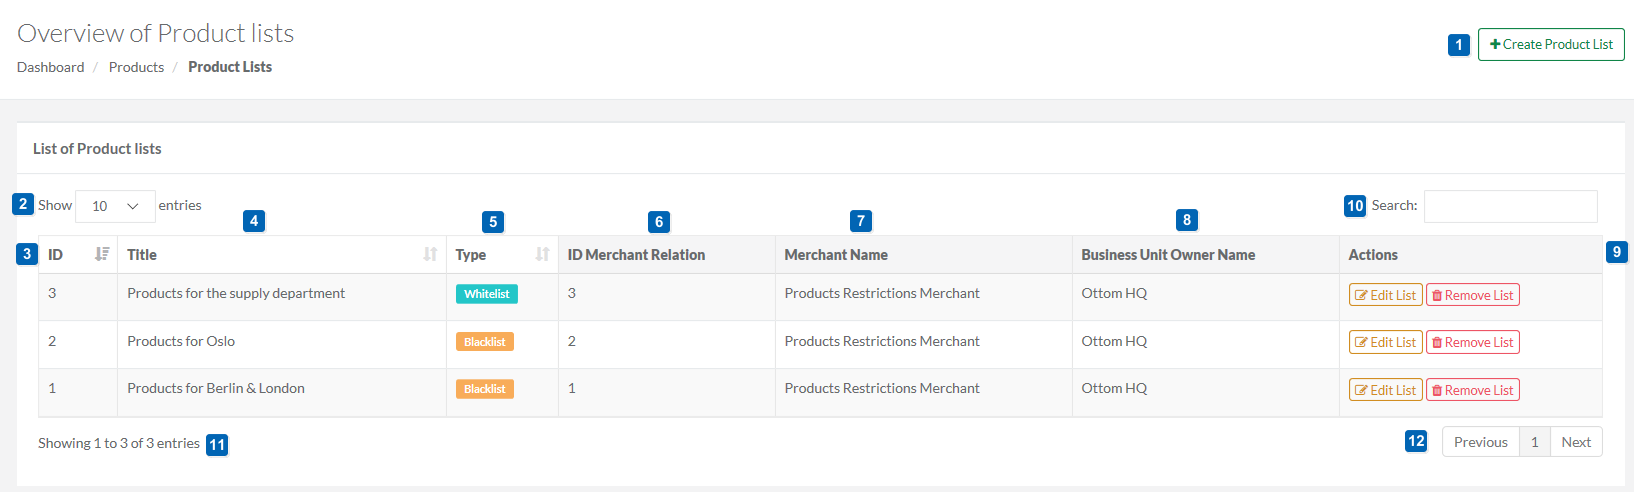 Overview of Product lists
1 Create Product List
Dashboard / Products / Product Lists
List of Product lists
2 Show 10 entries
10 Search:
4 5 6 7 8
3 ID Title Type ID Merchant Relation Merchant Name Business Unit Owner Name Actions 9
3 Products for the supply department Whitelist 3 Products Restrictions Merchant Ottom HQ Edit List Remove List
2 Products for Oslo Blacklist 2 Products Restrictions Merchant Ottom HQ Edit List Remove List
1 Products for Berlin & London Blacklist 1 Products Restrictions Merchant Ottom HQ Edit List Remove List
Showing 1 to 3 of 3 entries 11
12 Previous 1 Next